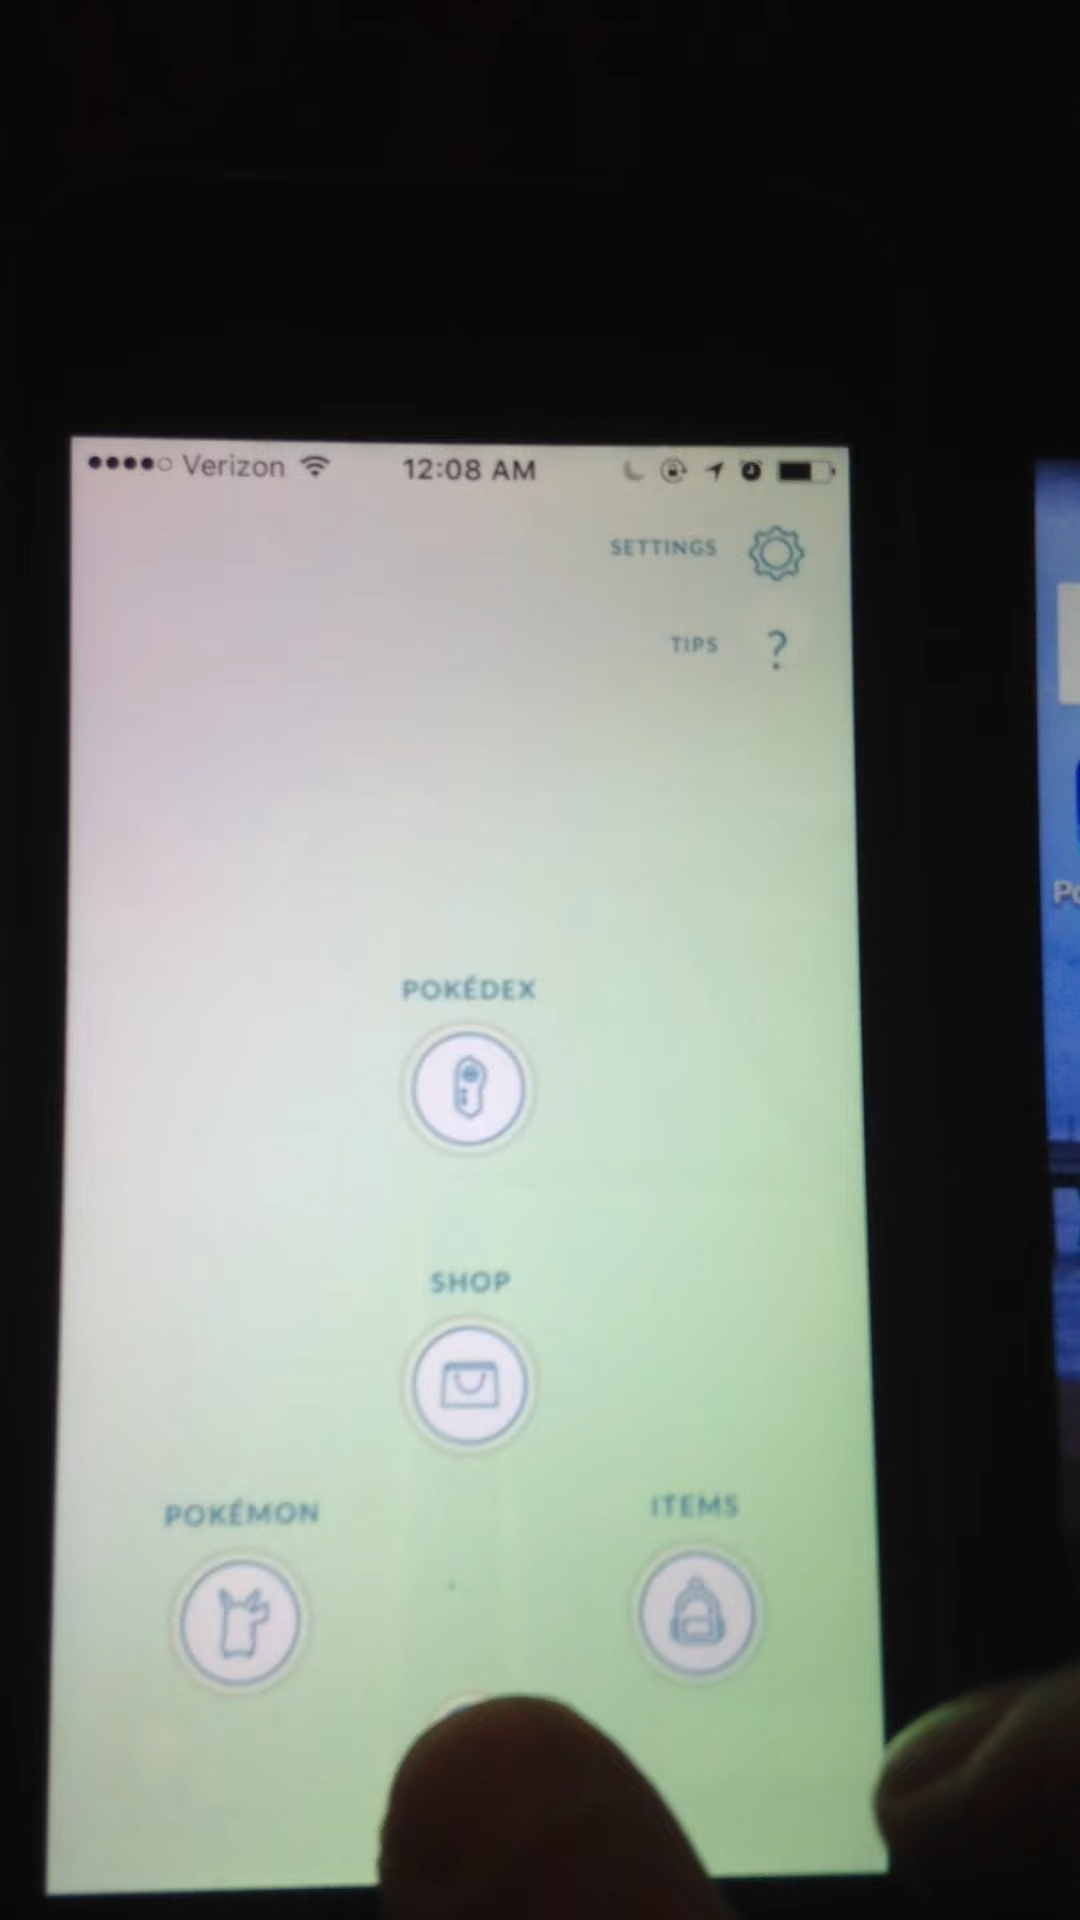 Verizon 12:08 AM
SETTINGS
TIPS ?
POKÉDEX
SHOP
POKÉMON
ITEMS